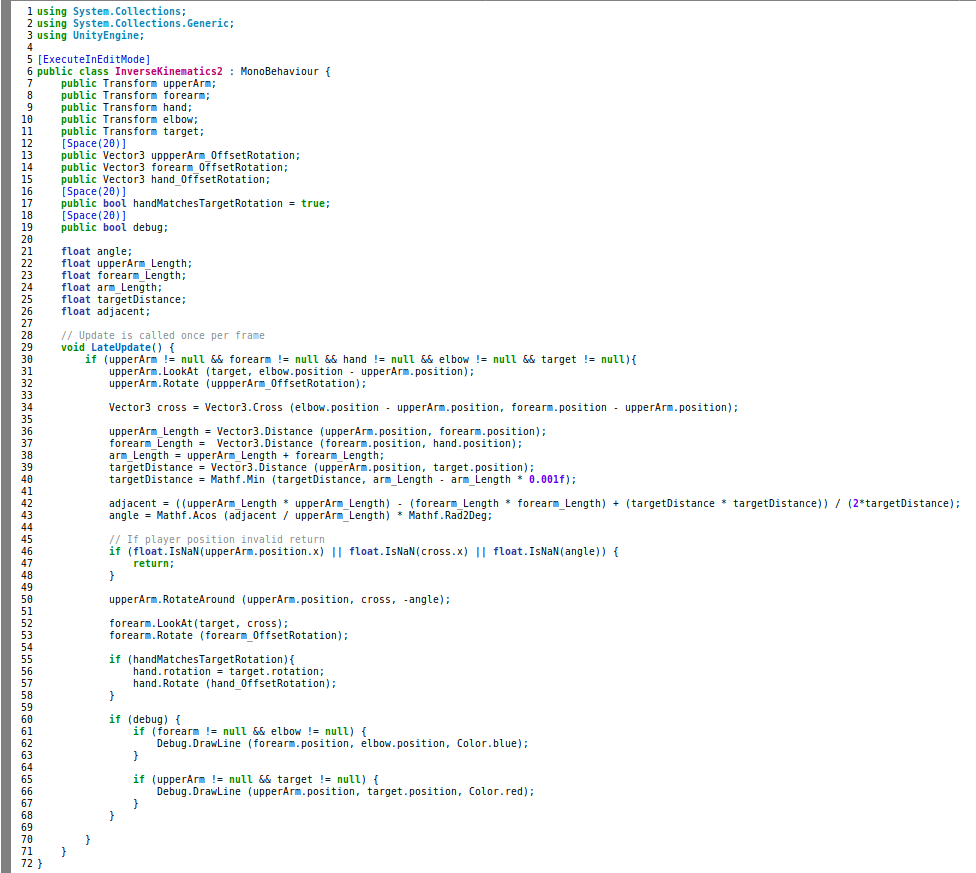 1 using System.Collections;
2 using System.Collections.Generic;
3 using UnityEngine;
4
5 [ExecuteInEditMode]
6 public class InverseKinematics2 : MonoBehaviour {
7     public Transform upperArm;
8     public Transform forearm;
9     public Transform hand;
10     public Transform elbow;
11     public Transform target;
12     [Space(20)]
13     public Vector3 uppperArm_OffsetRotation;
14     public Vector3 forearm_OffsetRotation;
15     public Vector3 hand_OffsetRotation;
16     [Space(20)]
17     public bool handMatchesTargetRotation = true;
18     [Space(20)]
19     public bool debug;
20
21     float angle;
22     float upperArm_Length;
23     float forearm_Length;
24     float arm_Length;
25     float targetDistance;
26     float adjacent;
27
28     // Update is called once per frame
29     void LateUpdate() {
30         if (upperArm != null && forearm != null && hand != null && elbow != null && target != null){
31             upperArm.LookAt (target, elbow.position - upperArm.position);
32             upperArm.Rotate (uppperArm_OffsetRotation);
33
34             Vector3 cross = Vector3.Cross (elbow.position - upperArm.position, forearm.position - upperArm.position);
35
36             upperArm_Length = Vector3.Distance (upperArm.position, forearm.position);
37             forearm_Length =  Vector3.Distance (forearm.position, hand.position);
38             arm_Length = upperArm_Length + forearm_Length;
39             targetDistance = Vector3.Distance (upperArm.position, target.position);
40             targetDistance = Mathf.Min (targetDistance, arm_Length - arm_Length * 0.001f);
41
42             adjacent = ((upperArm_Length * upperArm_Length) - (forearm_Length * forearm_Length) + (targetDistance * targetDistance)) / (2*targetDistance);
43             angle = Mathf.Acos (adjacent / upperArm_Length) * Mathf.Rad2Deg;
44
45             // If player position invalid return
46             if (float.IsNaN(upperArm.position.x) || float.IsNaN(cross.x) || float.IsNaN(angle)) {
47                 return;
48             }
49
50             upperArm.RotateAround (upperArm.position, cross, -angle);
51
52             forearm.LookAt(target, cross);
53             forearm.Rotate (forearm_OffsetRotation);
54
55             if (handMatchesTargetRotation){
56                 hand.rotation = target.rotation;
57                 hand.Rotate (hand_OffsetRotation);
58             }
59
60             if (debug) {
61                 if (forearm != null && elbow != null) {
62                     Debug.DrawLine (forearm.position, elbow.position, Color.blue);
63                 }
64
65                 if (upperArm != null && target != null) {
66                     Debug.DrawLine (upperArm.position, target.position, Color.red);
67                 }
68             }
69
70         }
71     }
72 }